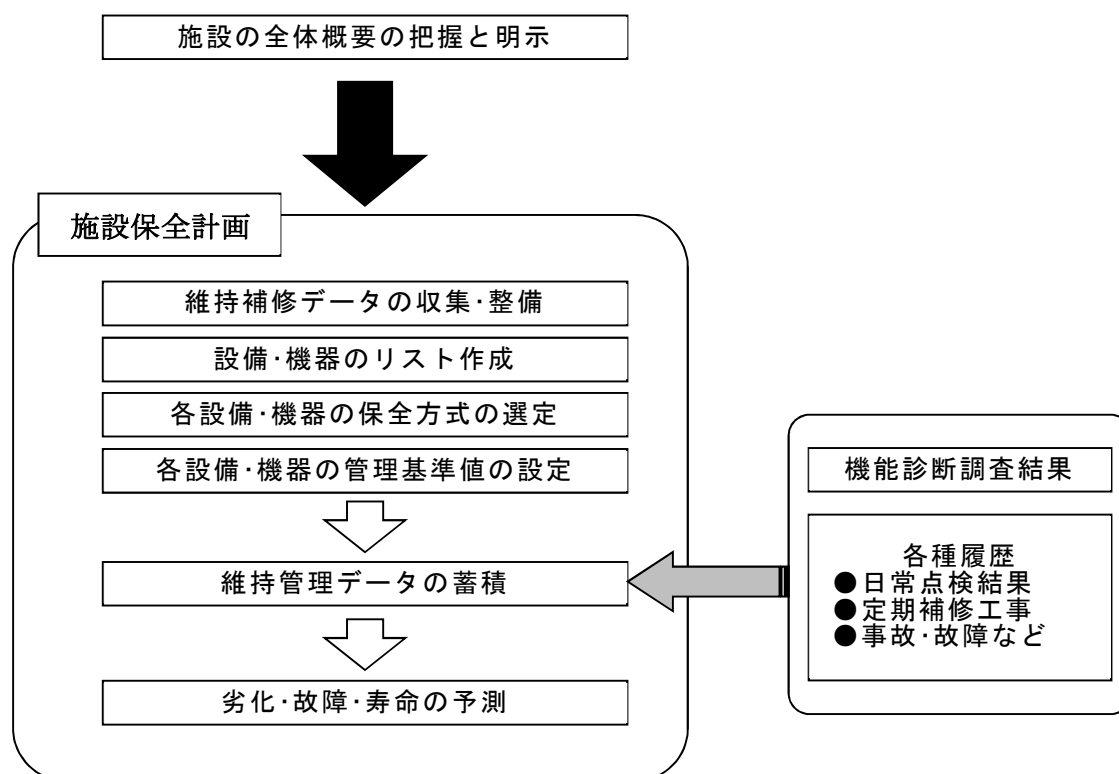 施設の全体概要の把握と明示
施設保全計画
維持補修データの収集･整備
設備･機器のリスト作成
各設備･機器の保全方式の選定
各設備･機器の管理基準値の設定
維持管理データの蓄積
劣化･故障･寿命の予測
機能診断調査結果
各種履歴
●日常点検結果
●定期補修工事
●事故･故障など